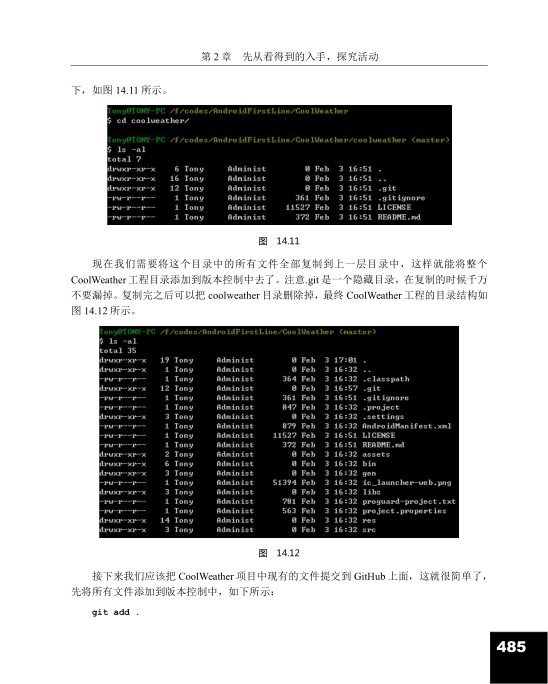 第 2 章 先从看得到的入手，探究活动
下，如图 14.11 所示。
Tony@TONY-PC /f/codes/AndroidFirstLine/CoolWeather
$ cd coolweather/
Tony@TONY-PC /f/codes/AndroidFirstLine/CoolWeather/coolweather (master)
$ ls -al
total 7
drwxr-xr-x 6 Tony Administ 0 Feb 3 16:51 .
drwxr-xr-x 16 Tony Administ 0 Feb 3 16:51 ..
drwxr-xr-x 12 Tony Administ 0 Feb 3 16:51 .git
-rw-r--r-- 1 Tony Administ 361 Feb 3 16:51 .gitignore
-rw-r--r-- 1 Tony Administ 11527 Feb 3 16:51 LICENSE
-rw-r--r-- 1 Tony Administ 372 Feb 3 16:51 README.md
图 14.11
现在我们需要将这个目录中的所有文件全部复制到上一层目录中，这样就能将整个
CoolWeather 工程目录添加到版本控制中去了。注意.git 是一个隐藏目录，在复制的时候千万
不要漏掉。复制完之后可以把 coolweather 目录删除掉，最终 CoolWeather 工程的目录结构如
图 14.12 所示。
Tony@TONY-PC /f/codes/AndroidFirstLine/CoolWeather (master)
$ ls -al
total 35
drwxr-xr-x 19 Tony Administ 0 Feb 3 17:01 .
drwxr-xr-x 1 Tony Administ 0 Feb 3 16:32 ..
-rw-r--r-- 1 Tony Administ 364 Feb 3 16:32 .classpath
drwxr-xr-x 12 Tony Administ 0 Feb 3 16:57 .git
-rw-r--r-- 1 Tony Administ 361 Feb 3 16:51 .gitignore
-rw-r--r-- 1 Tony Administ 847 Feb 3 16:32 .project
drwxr-xr-x 3 Tony Administ 0 Feb 3 16:32 .settings
-rw-r--r-- 1 Tony Administ 879 Feb 3 16:32 AndroidManifest.xml
-rw-r--r-- 1 Tony Administ 11527 Feb 3 16:51 LICENSE
-rw-r--r-- 1 Tony Administ 372 Feb 3 16:51 README.md
drwxr-xr-x 2 Tony Administ 0 Feb 3 16:32 assets
drwxr-xr-x 6 Tony Administ 0 Feb 3 16:32 bin
drwxr-xr-x 3 Tony Administ 0 Feb 3 16:32 gen
-rw-r--r-- 1 Tony Administ 51394 Feb 3 16:32 ic_launcher-web.png
drwxr-xr-x 3 Tony Administ 0 Feb 3 16:32 libs
-rw-r--r-- 1 Tony Administ 781 Feb 3 16:32 proguard-project.txt
-rw-r--r-- 1 Tony Administ 563 Feb 3 16:32 project.properties
drwxr-xr-x 14 Tony Administ 0 Feb 3 16:32 res
drwxr-xr-x 3 Tony Administ 0 Feb 3 16:32 src
图 14.12
接下来我们应该把 CoolWeather 项目中现有的文件提交到 GitHub 上面，这就很简单了，
先将所有文件添加到版本控制中，如下所示：
git add .
485